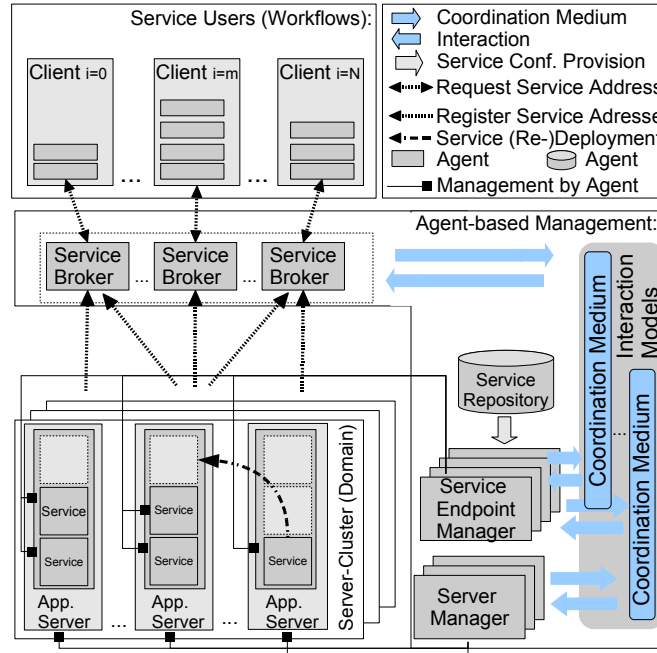 Service Users (Workflows):
Client i=0
Client i=m
Client i=N
... ...
Coordination Medium
Interaction
Service Conf. Provision
Request Service Address
Register Service Adresse
Service (Re-)Deployment
Agent
Agent
Management by Agent
Agent-based Management:
Service
Broker
...
Service
Broker
...
Service
Broker
Interaction
Models
Coordination Medium
...
Coordination Medium
Service
Repository
Service
Endpoint
Manager
Server
Manager
Server-Cluster (Domain)
Service
Service
App.
Server
...
Service
Service
App.
Server
...
Service
App.
Server